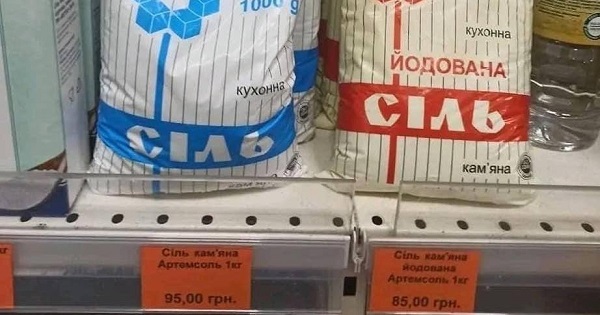 1000 g
кухонна
сіль
кухонна
ЙОДОВАНА
сіль
кам'яна
кг
Сіль кам'яна
Артемсоль 1кг
95,00 грн.
Сіль кам'яна
йодована
Артемсоль 1кг
85,00 грн.